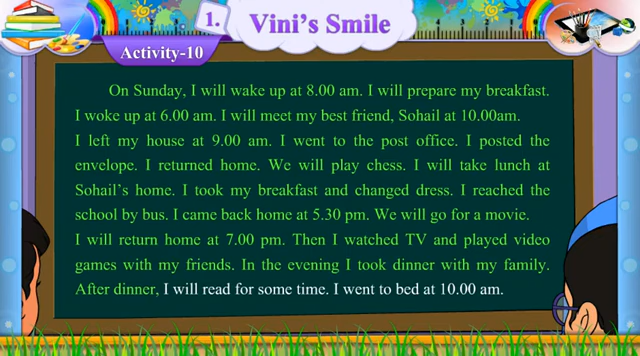 1. Vini's Smile
Activity-10
On Sunday, I will wake up at 8.00 am. I will prepare my breakfast.
I woke up at 6.00 am. I will meet my best friend, Sohail at 10.00am.
I left my house at 9.00 am. I went to the post office. I posted the
envelope. I returned home. We will play chess. I will take lunch at
Sohail's home. I took my breakfast and changed dress. I reached the
school by bus. I came back home at 5.30 pm. We will go for a movie.
I will return home at 7.00 pm. Then I watched TV and played video
games with my friends. In the evening I took dinner with my family.
After dinner, I will read for some time. I went to bed at 10.00 am.